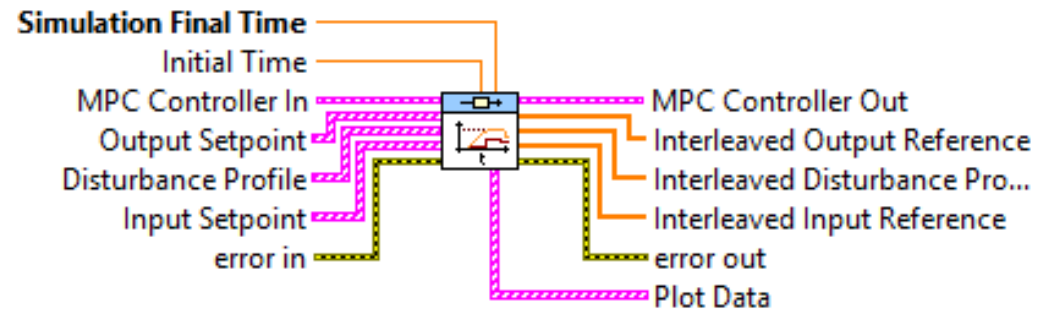 Simulation Final Time
Initial Time
MPC Controller In
Output Setpoint
Disturbance Profile
Input Setpoint
error in
t
MPC Controller Out
Interleaved Output Reference
Interleaved Disturbance Pro...
Interleaved Input Reference
error out
Plot Data